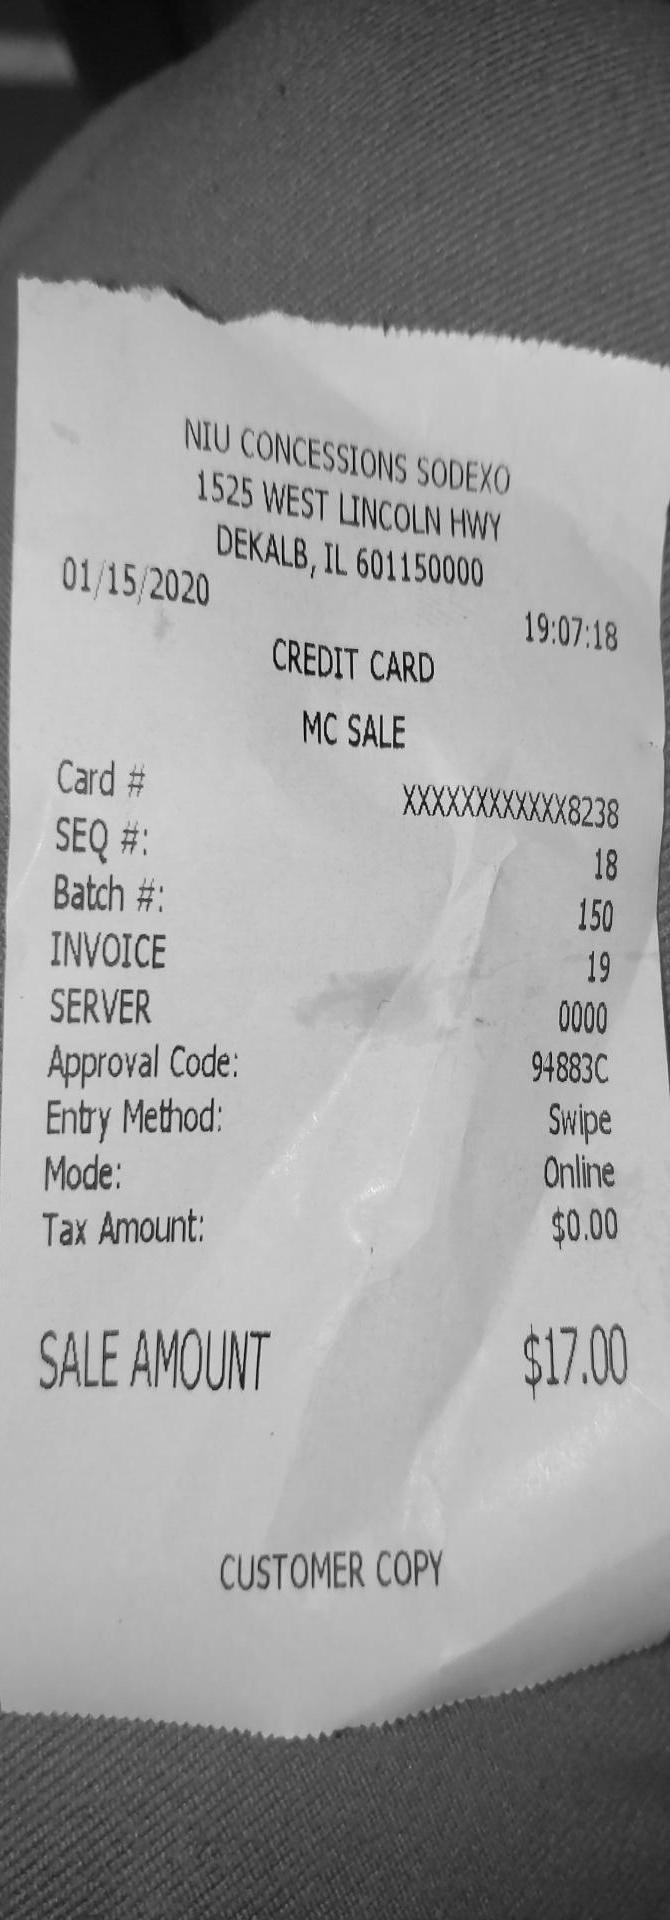 NIU CONCESSIONS SODEXO
1525 WEST LINCOLN HWY
DEKALB, IL 601150000
01/15/2020 19:07:18
CREDIT CARD
MC SALE
Card # XXXXXXXXXXXX8238
SEQ #: 18
Batch #: 150
INVOICE 19
SERVER 0000
Approval Code: 94883C
Entry Method: Swipe
Mode: Online
Tax Amount: $0.00
SALE AMOUNT $17.00
CUSTOMER COPY